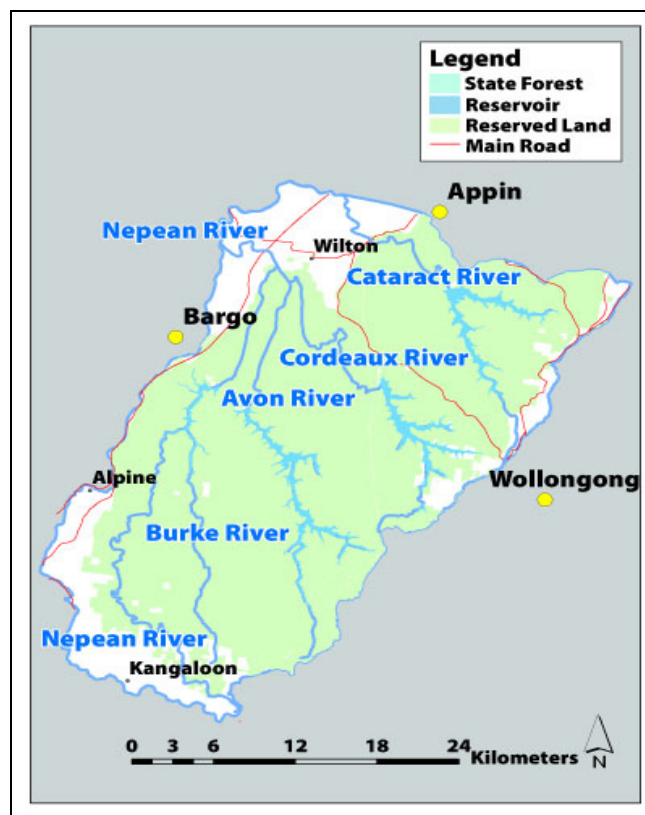 Legend
State Forest
Reservoir
Reserved Land
Main Road
Appin
Nepean River
Wilton
Cataract River
Bargo
Cordeaux River
Avon River
Alpine
Wollongong
Burke River
Nepean River
Kangaloon
0 3 6 12 18 24
Kilometers
N